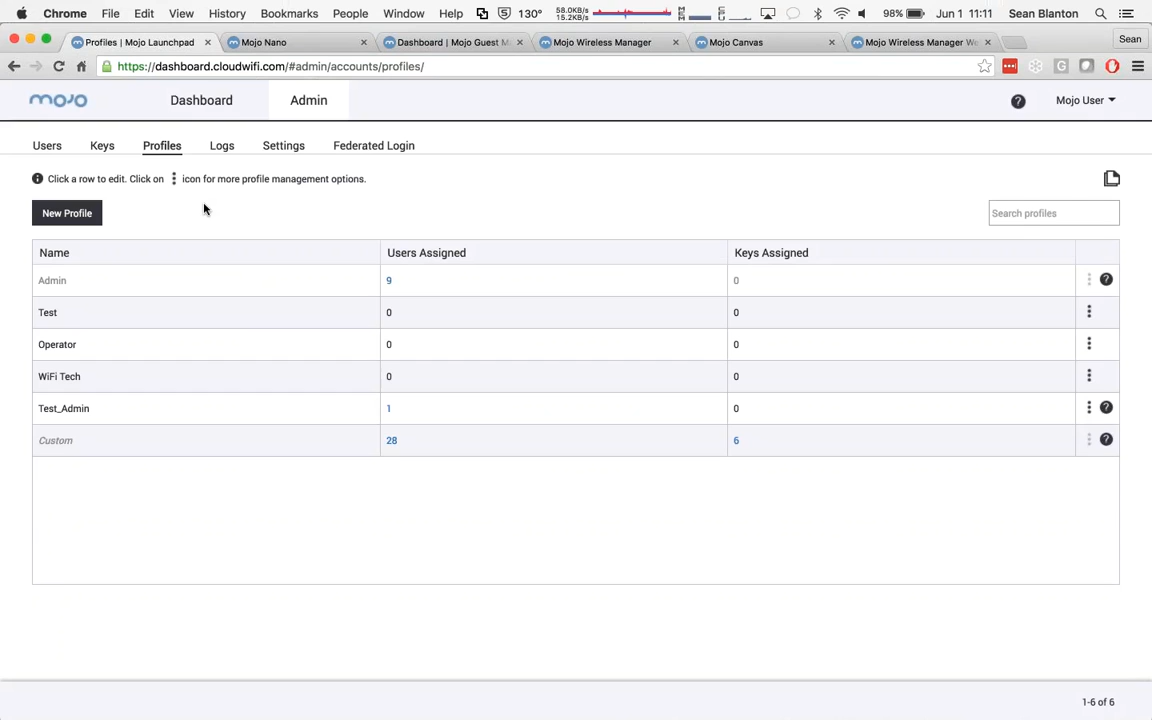 Chrome File Edit View History Bookmarks People Window Help 130° 58.0KB/s 15.2KB/s 98% Jun 1 11:11 Sean Blanton
Profiles | Mojo Launchpad × Mojo Nano × Dashboard | Mojo Guest M × Mojo Wireless Manager × Mojo Canvas × Mojo Wireless Manager We × Sean
https://dashboard.cloudwifi.com/#admin/accounts/profiles/
mojo Dashboard Admin ? Mojo User
Users Keys Profiles Logs Settings Federated Login
Click a row to edit. Click on icon for more profile management options.
New Profile Search profiles
Name Users Assigned Keys Assigned
Admin 9 0 ?
Test 0 0
Operator 0 0
WiFi Tech 0 0
Test_Admin 1 0 ?
Custom 28 6 ?
1-6 of 6